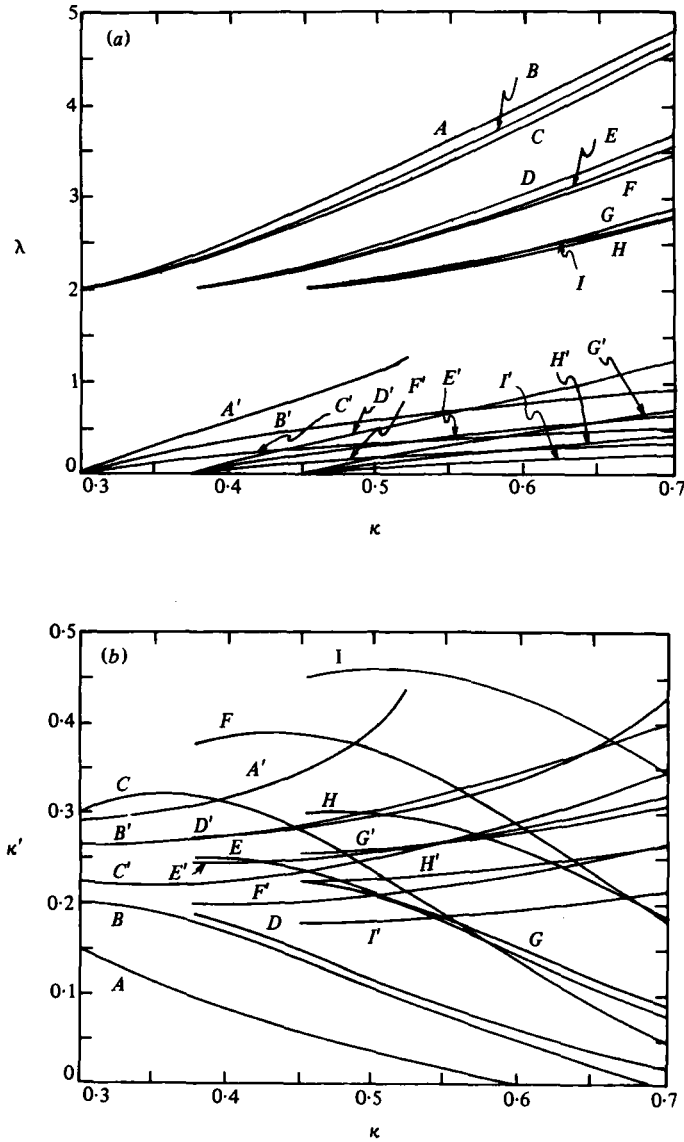 5
(a)
B
4
A
C
E
3
D
F
λ
G
H
I
2
G'
H'
1
E'
I'
F'
A'
D'
C'
B'
0
0·3
0·4
0·5
0·6
0·7
κ
0·5
(b)
I
0·4
F
A'
C
H
0·3
D'
G'
B'
E
κ'
E'
H'
C'
F'
0·2
B
D
I'
G
A
0·1
0
0·3
0·4
0·5
0·6
0·7
κ